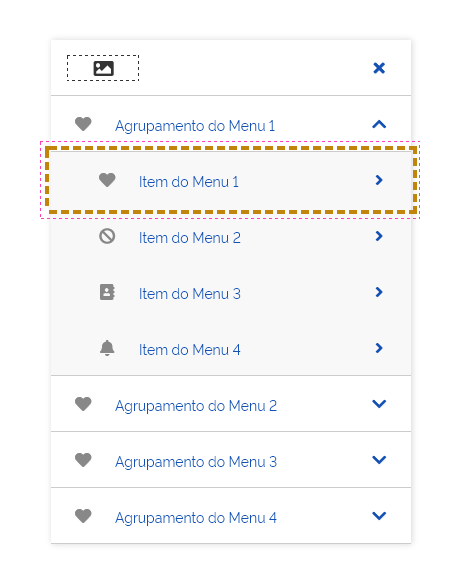 Agrupamento do Menu 1
Item do Menu 1
Item do Menu 2
Item do Menu 3
Item do Menu 4
Agrupamento do Menu 2
Agrupamento do Menu 3
Agrupamento do Menu 4